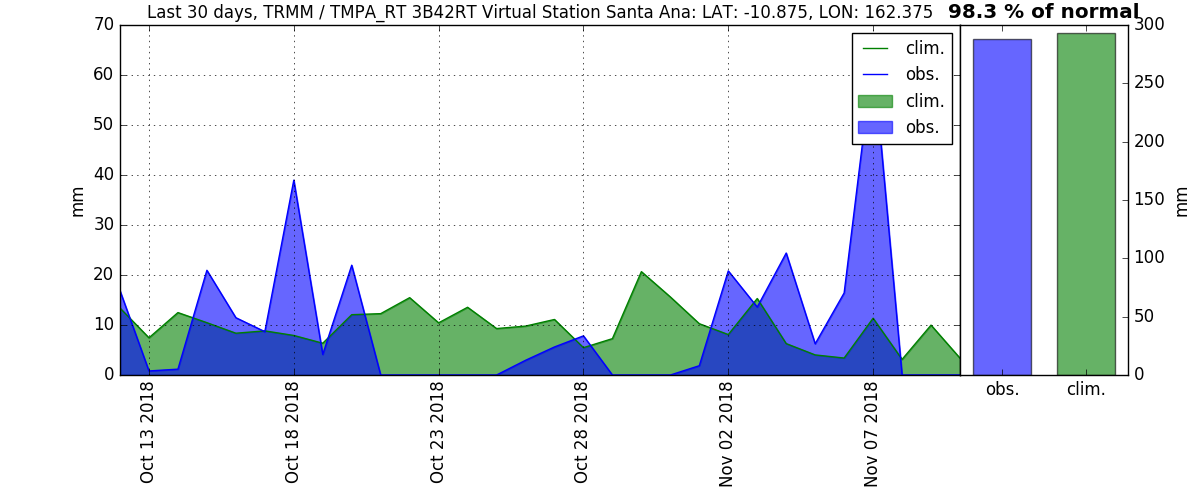 Last 30 days, TRMM / TMPA_RT 3B42RT Virtual Station Santa Ana: LAT: -10.875, LON: 162.375
98.3 % of normal
70
60
50
40
30
20
10
0
mm
clim.
obs.
clim.
obs.
Oct 13 2018
Oct 18 2018
Oct 23 2018
Oct 28 2018
Nov 02 2018
Nov 07 2018
300
250
200
150
100
50
0
mm
obs.
clim.